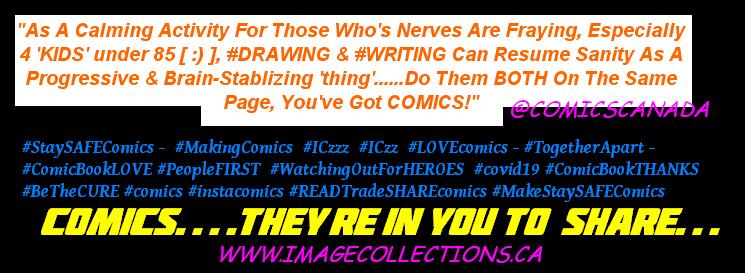 "As A Calming Activity For Those Who's Nerves Are Fraying, Especially
4 'KIDS' under 85 [ :) ], #DRAWING & #WRITING Can Resume Sanity As A
Progressive & Brain-Stablizing 'thing'......Do Them BOTH On The Same
Page, You've Got COMICS!" @COMICSCANADA
#StaySAFEComics - #MakingComics #ICzzz #ICzz #LOVEcomics - #TogetherApart -
#ComicBookLOVE #PeopleFIRST #WatchingOutForHEROES #covid19 #ComicBookTHANKS
#BeTheCURE #comics #instacomics #READTradeSHAREcomics #MakeStaySAFEComics
COMICS....THEY'RE IN YOU TO SHARE...
WWW.IMAGECOLLECTIONS.CA